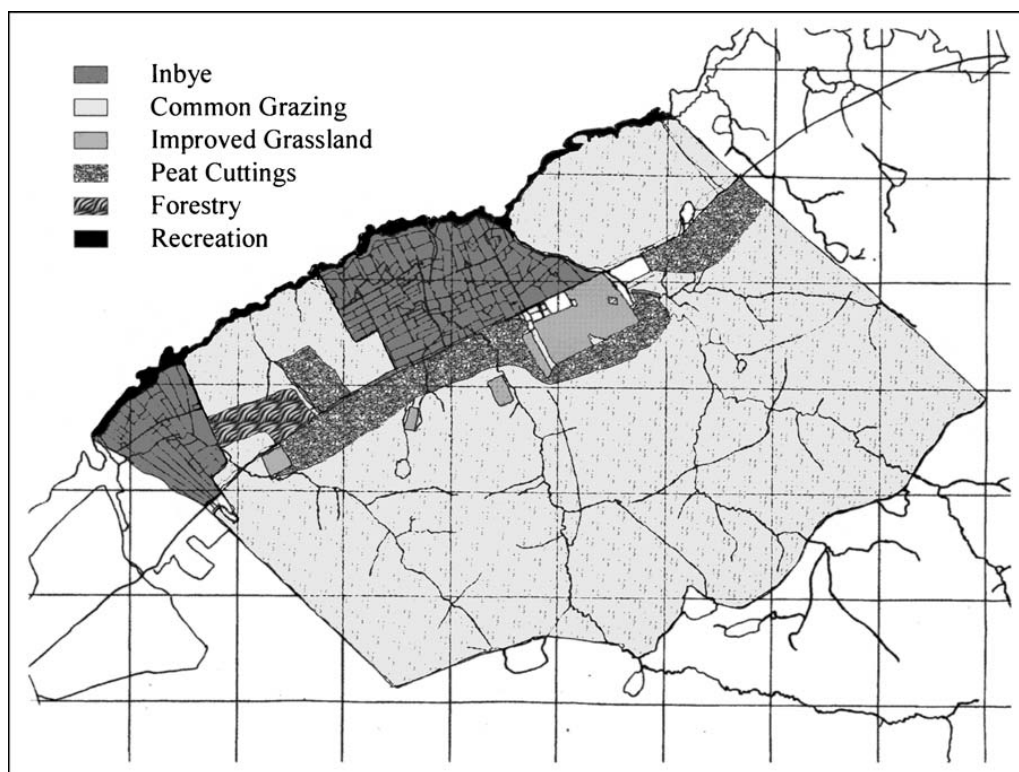 Inbye
Common Grazing
Improved Grassland
Peat Cuttings
Forestry
Recreation